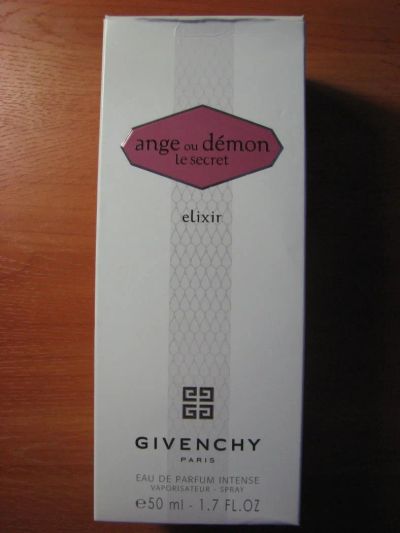 ange ou démon
le secret
elixir
GIVENCHY
PARIS
EAU DE PARFUM INTENSE
VAPORISATEUR - SPRAY
e50 ml - 1.7 FL.OZ